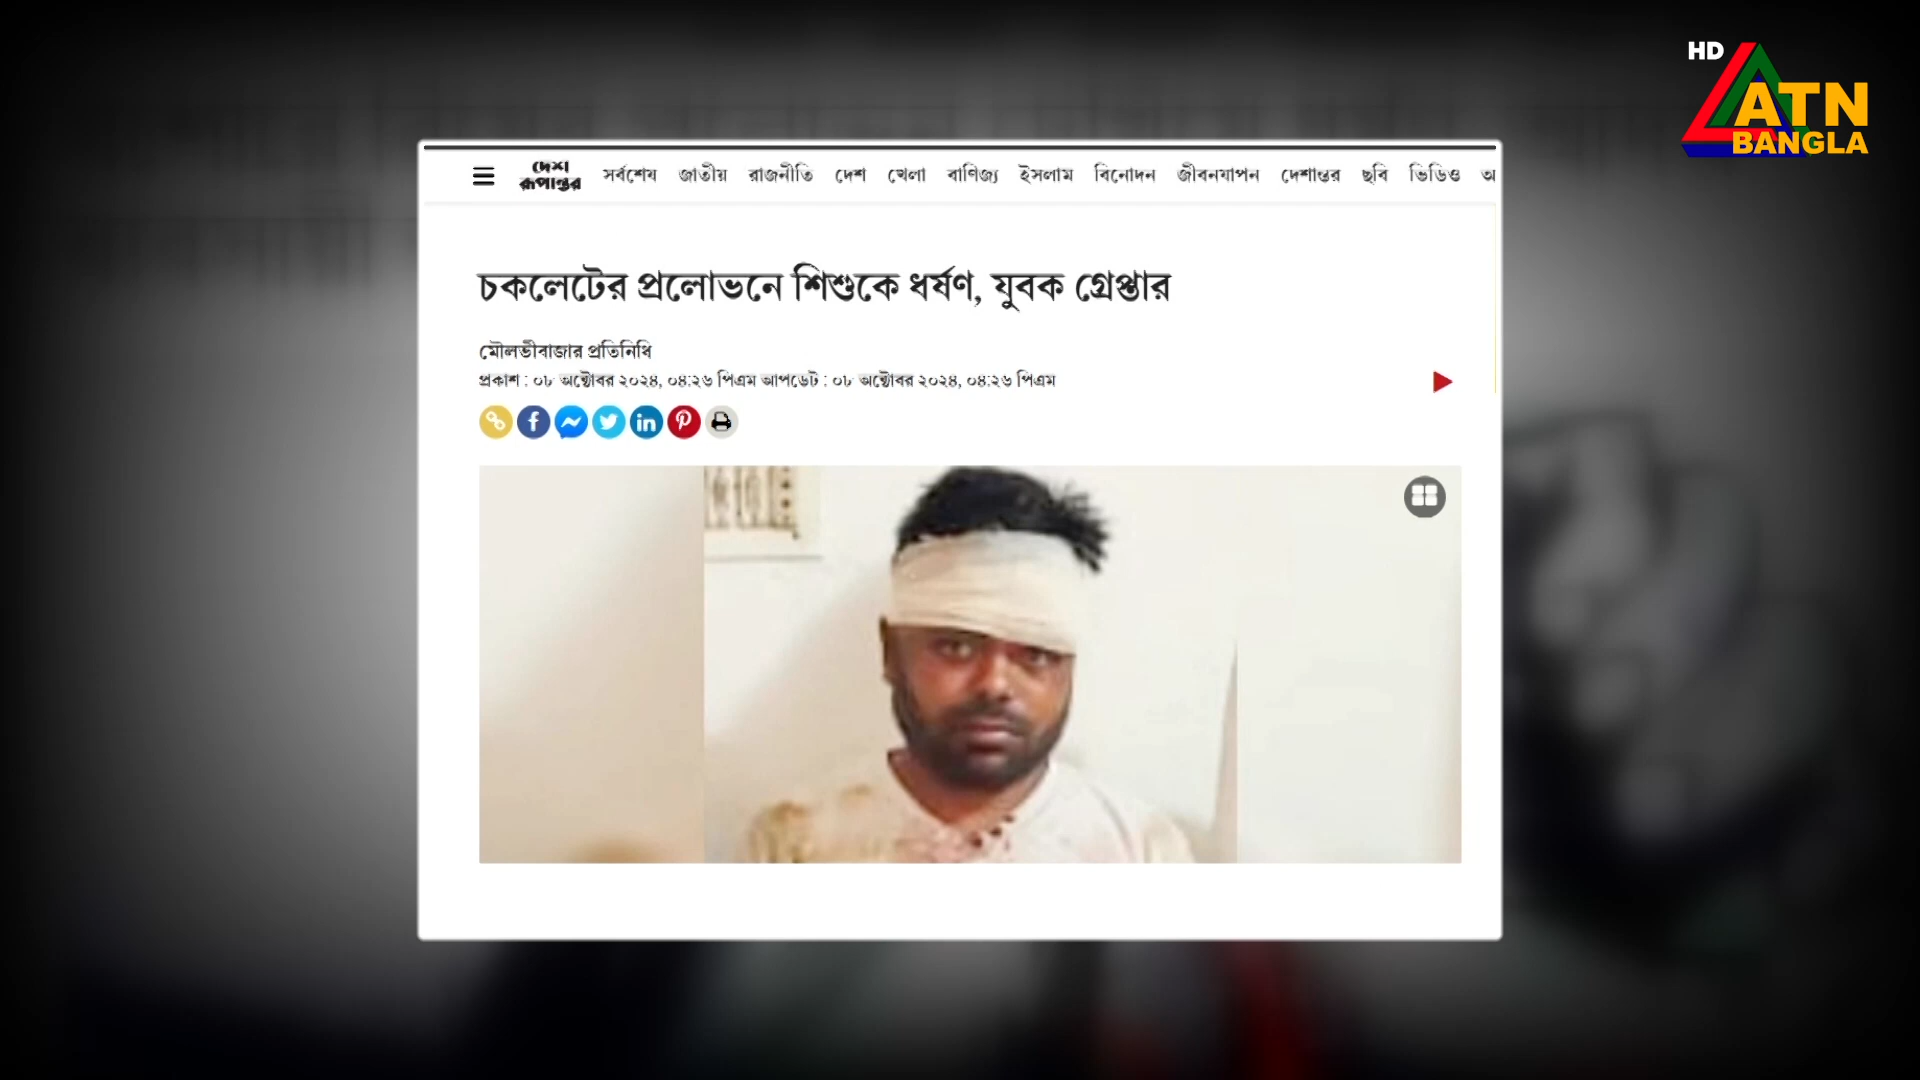 HD
ATN
BANGLA
দেশ রূপান্তর
সর্বশেষ জাতীয় রাজনীতি দেশ খেলা বাণিজ্য ইসলাম বিনোদন জীবনযাপন দেশান্তর ছবি ভিডিও অ
চকলেটের প্রলোভনে শিশুকে ধর্ষণ, যুবক গ্রেপ্তার
মৌলভীবাজার প্রতিনিধি
প্রকাশ : ০৮ অক্টোবর ২০২৪, ০৪:২৬ পিএম আপডেট : ০৮ অক্টোবর ২০২৪, ০৪:২৬ পিএম